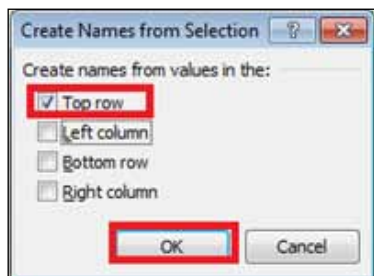 Create Names from Selection
Create names from values in the:
Top row
Left column
Bottom row
Right column
OK Cancel